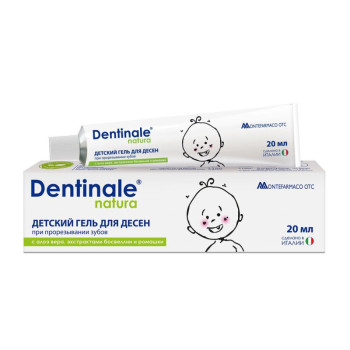 Dentinale®
natura
ДЕТСКИЙ ГЕЛЬ ДЛЯ ДЕСЕН
при прорезывании зубов
MONTEFARMACO OTC
20 мл
СДЕЛАНО В
ИТАЛИИ
Dentinale®
natura
ДЕТСКИЙ ГЕЛЬ ДЛЯ ДЕСЕН
при прорезывании зубов
с алоэ вера, экстрактами босвеллии и ромашки
MONTEFARMACO OTC
20 мл
СДЕЛАНО В
ИТАЛИИ